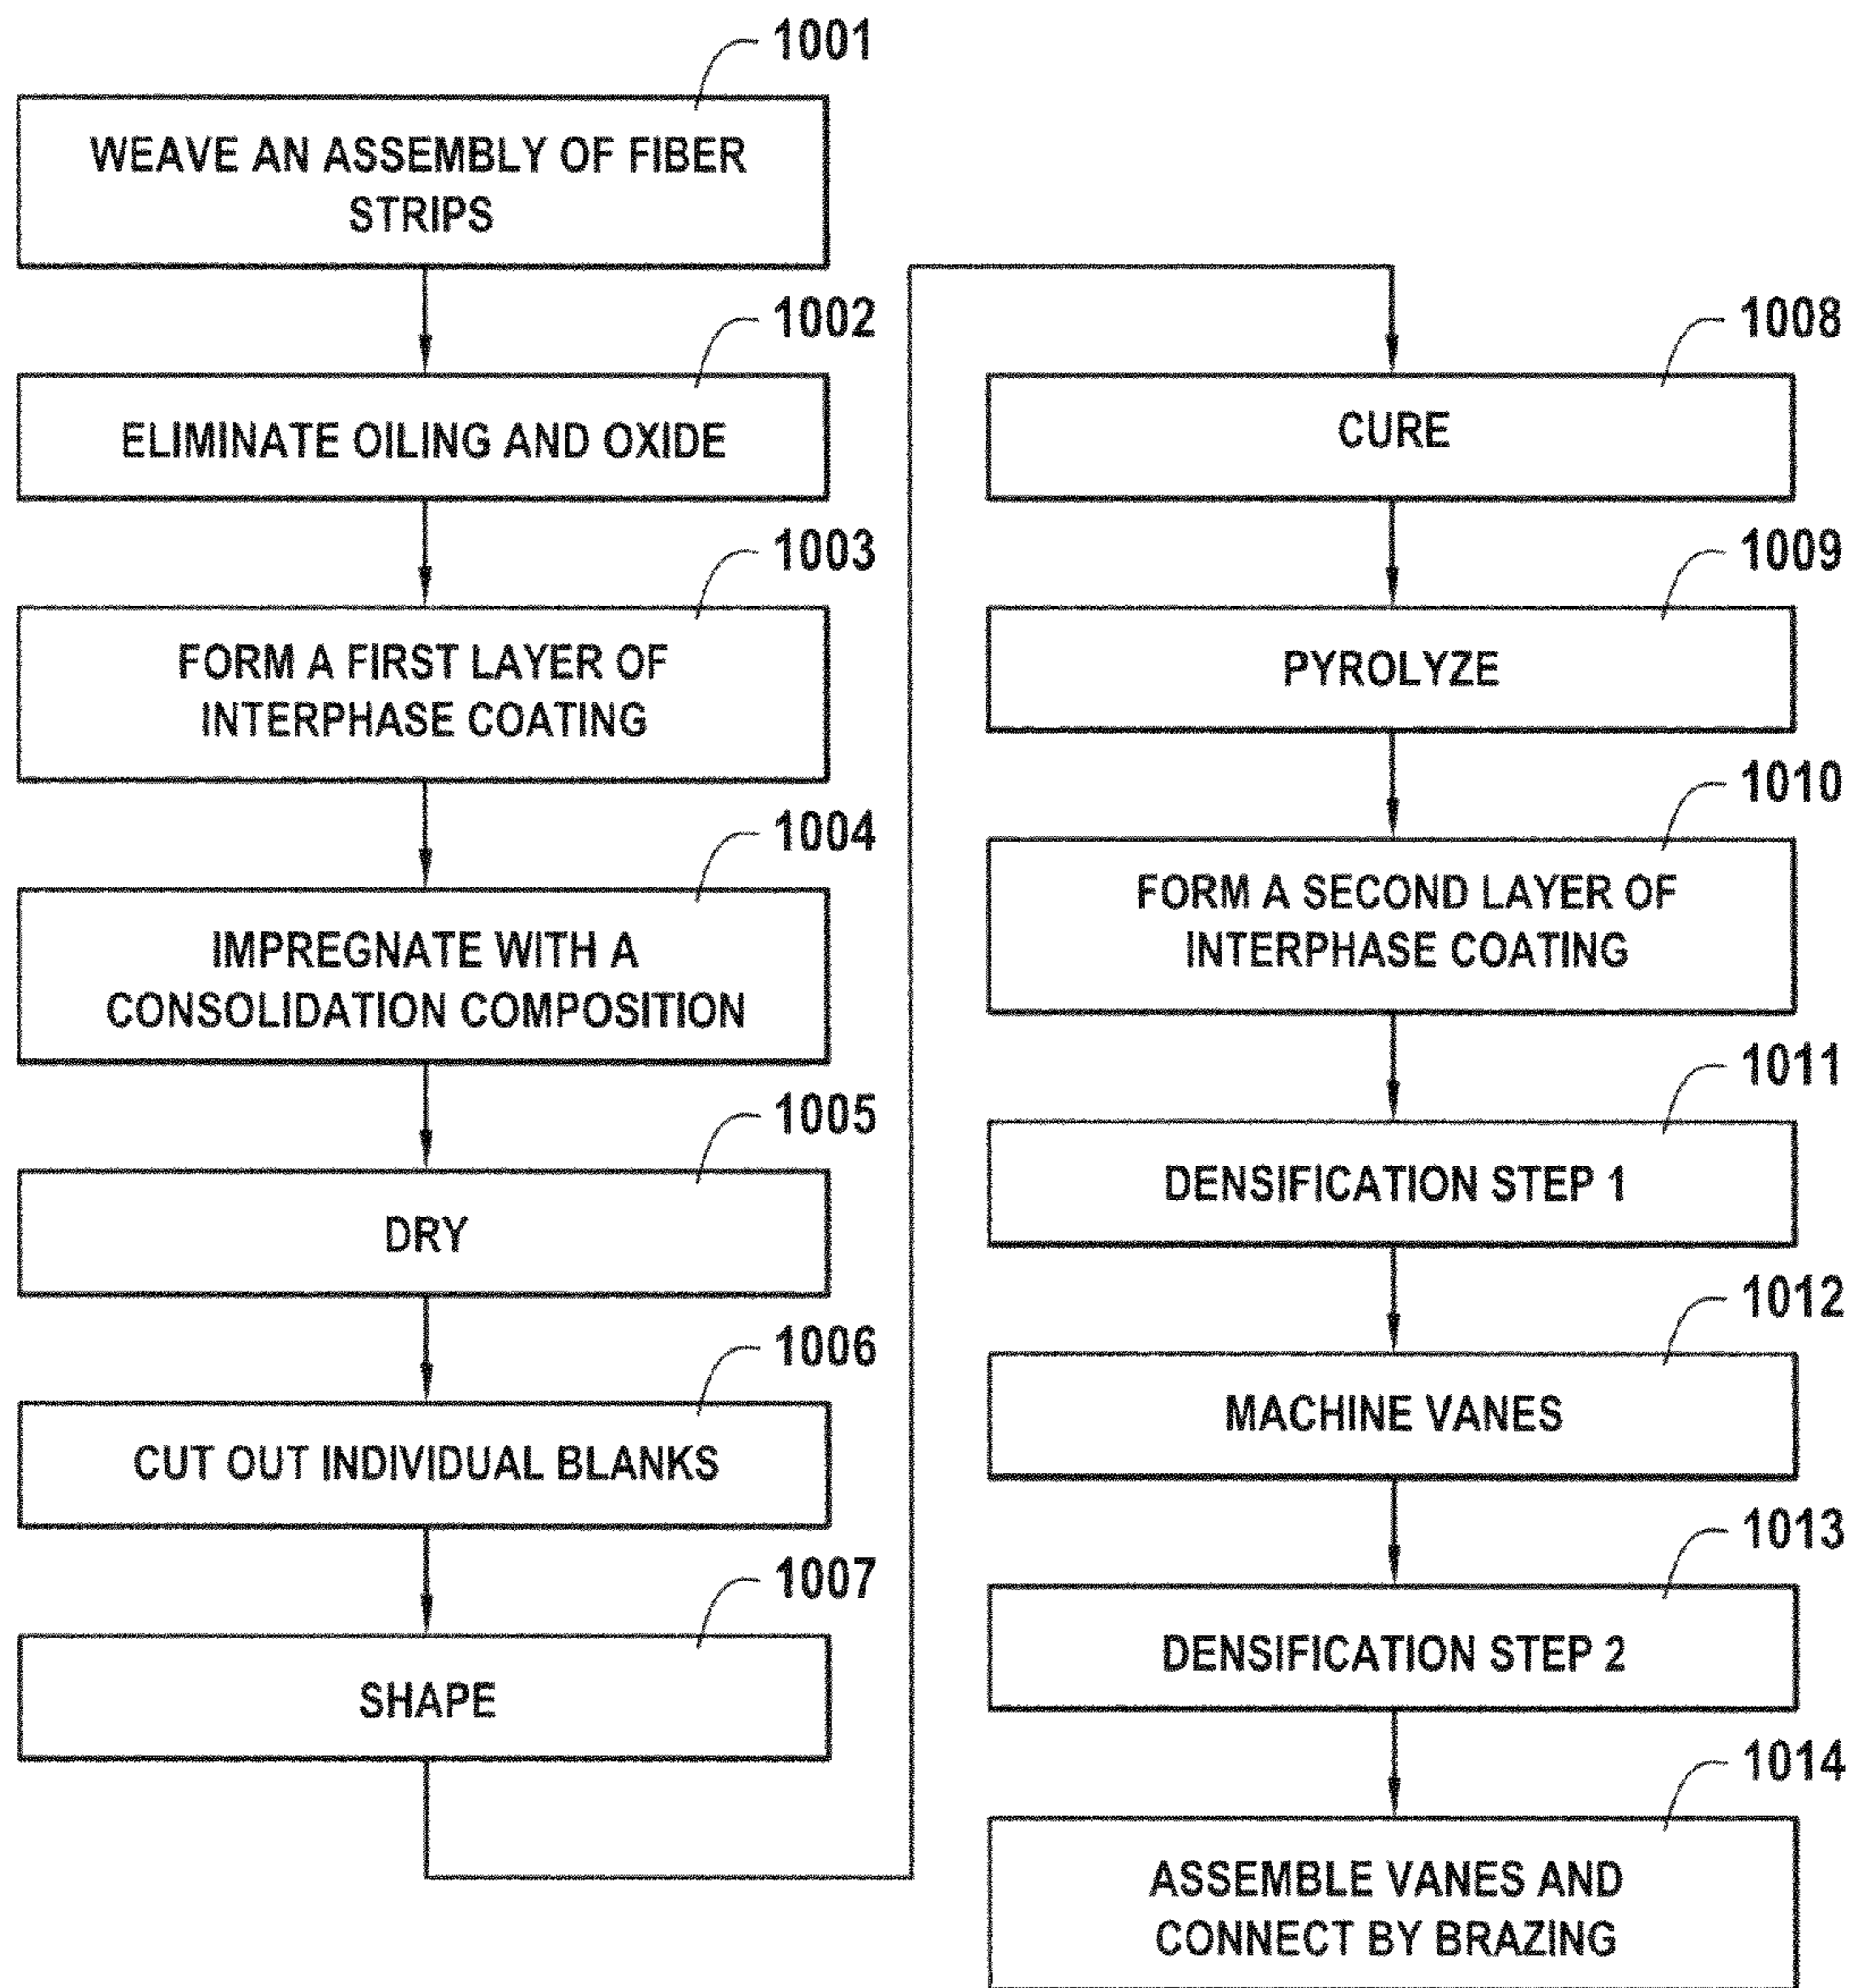 1001
WEAVE AN ASSEMBLY OF FIBER
STRIPS
1002
ELIMINATE OILING AND OXIDE
1003
FORM A FIRST LAYER OF
INTERPHASE COATING
1004
IMPREGNATE WITH A
CONSOLIDATION COMPOSITION
1005
DRY
1006
CUT OUT INDIVIDUAL BLANKS
1007
SHAPE
1008
CURE
1009
PYROLYZE
1010
FORM A SECOND LAYER OF
INTERPHASE COATING
1011
DENSIFICATION STEP 1
1012
MACHINE VANES
1013
DENSIFICATION STEP 2
1014
ASSEMBLE VANES AND
CONNECT BY BRAZING